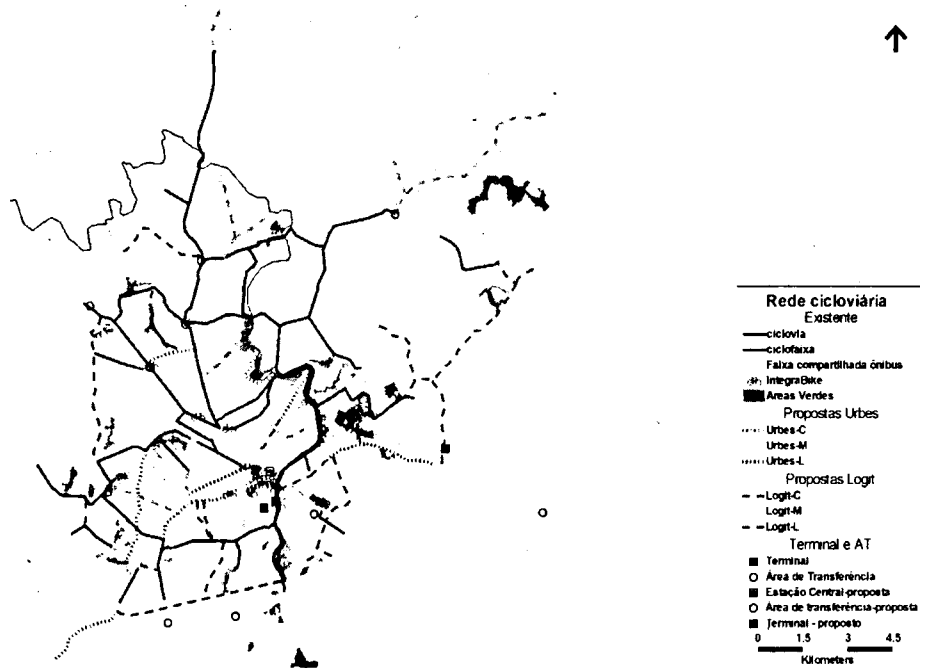 Rede cicloviária
Existente
ciclovia
ciclofaixa
Faixa compartilhada ônibus
IntegraBike
Areas Verdes
Propostas Urbes
Urbes-C
Urbes-M
Urbes-L
Propostas Logit
Logit-C
Logit-M
Logit-L
Terminal e AT
Terminal
Área de Transferência
Estação Central-proposta
Área de transferência-proposta
Terminal - proposto
0 1.5 3 4.5
Kilometers